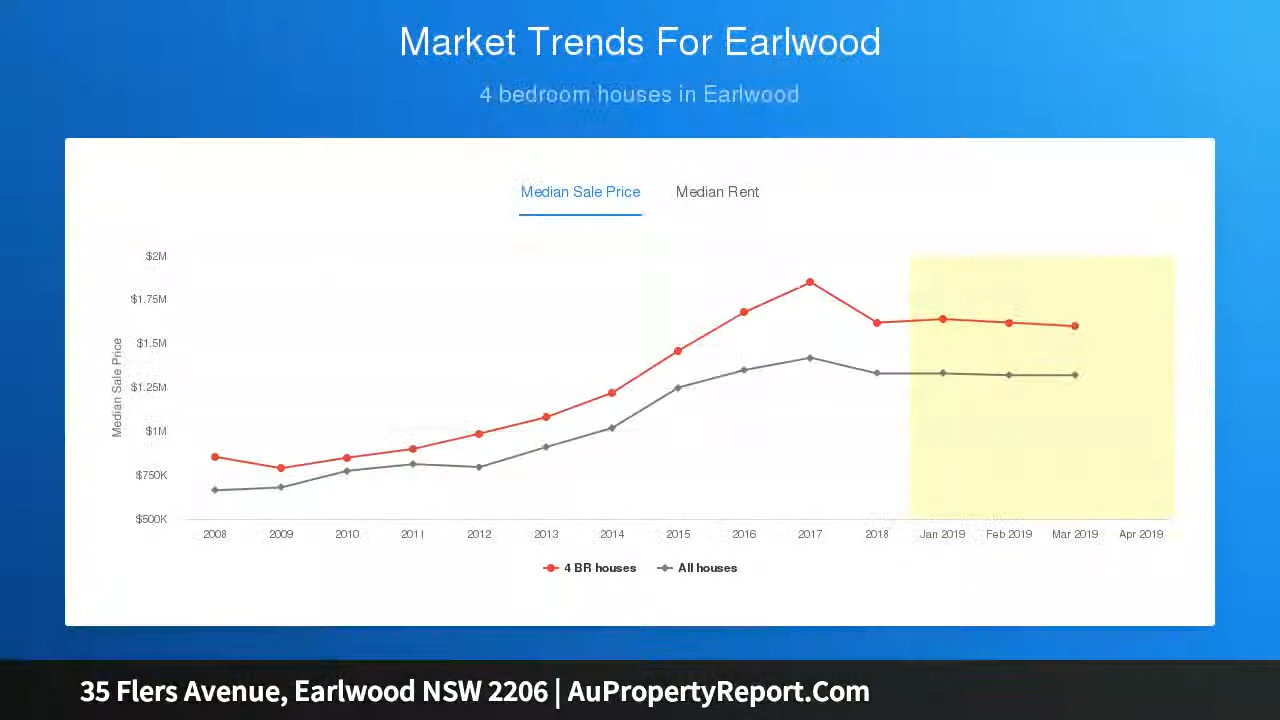 Market Trends For Earlwood
4 bedroom houses in Earlwood
Median Sale Price Median Rent
Median Sale Price
$2M
$1.75M
$1.5M
$1.25M
$1M
$750K
$500K
2008 2009 2010 2011 2012 2013 2014 2015 2016 2017 2018 Jan 2019 Feb 2019 Mar 2019 Apr 2019
4 BR houses All houses
35 Flers Avenue, Earlwood NSW 2206 | AuPropertyReport.Com